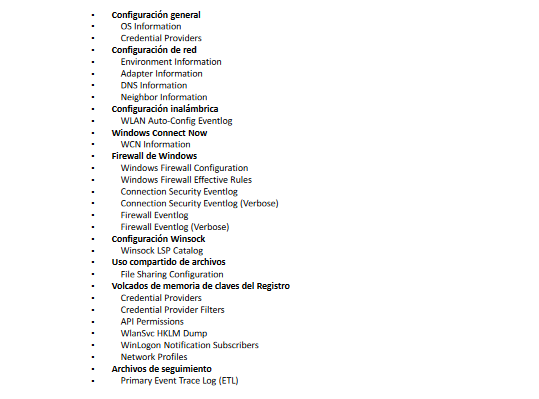 • Configuración general
• OS Information
• Credential Providers
• Configuración de red
• Environment Information
• Adapter Information
• DNS Information
• Neighbor Information
• Configuración inalámbrica
• WLAN Auto-Config Eventlog
• Windows Connect Now
• WCN Information
• Firewall de Windows
• Windows Firewall Configuration
• Windows Firewall Effective Rules
• Connection Security Eventlog
• Connection Security Eventlog (Verbose)
• Firewall Eventlog
• Firewall Eventlog (Verbose)
• Configuración Winsock
• Winsock LSP Catalog
• Uso compartido de archivos
• File Sharing Configuration
• Volcados de memoria de claves del Registro
• Credential Providers
• Credential Provider Filters
• API Permissions
• WlanSvc HKLM Dump
• WinLogon Notification Subscribers
• Network Profiles
• Archivos de seguimiento
• Primary Event Trace Log (ETL)